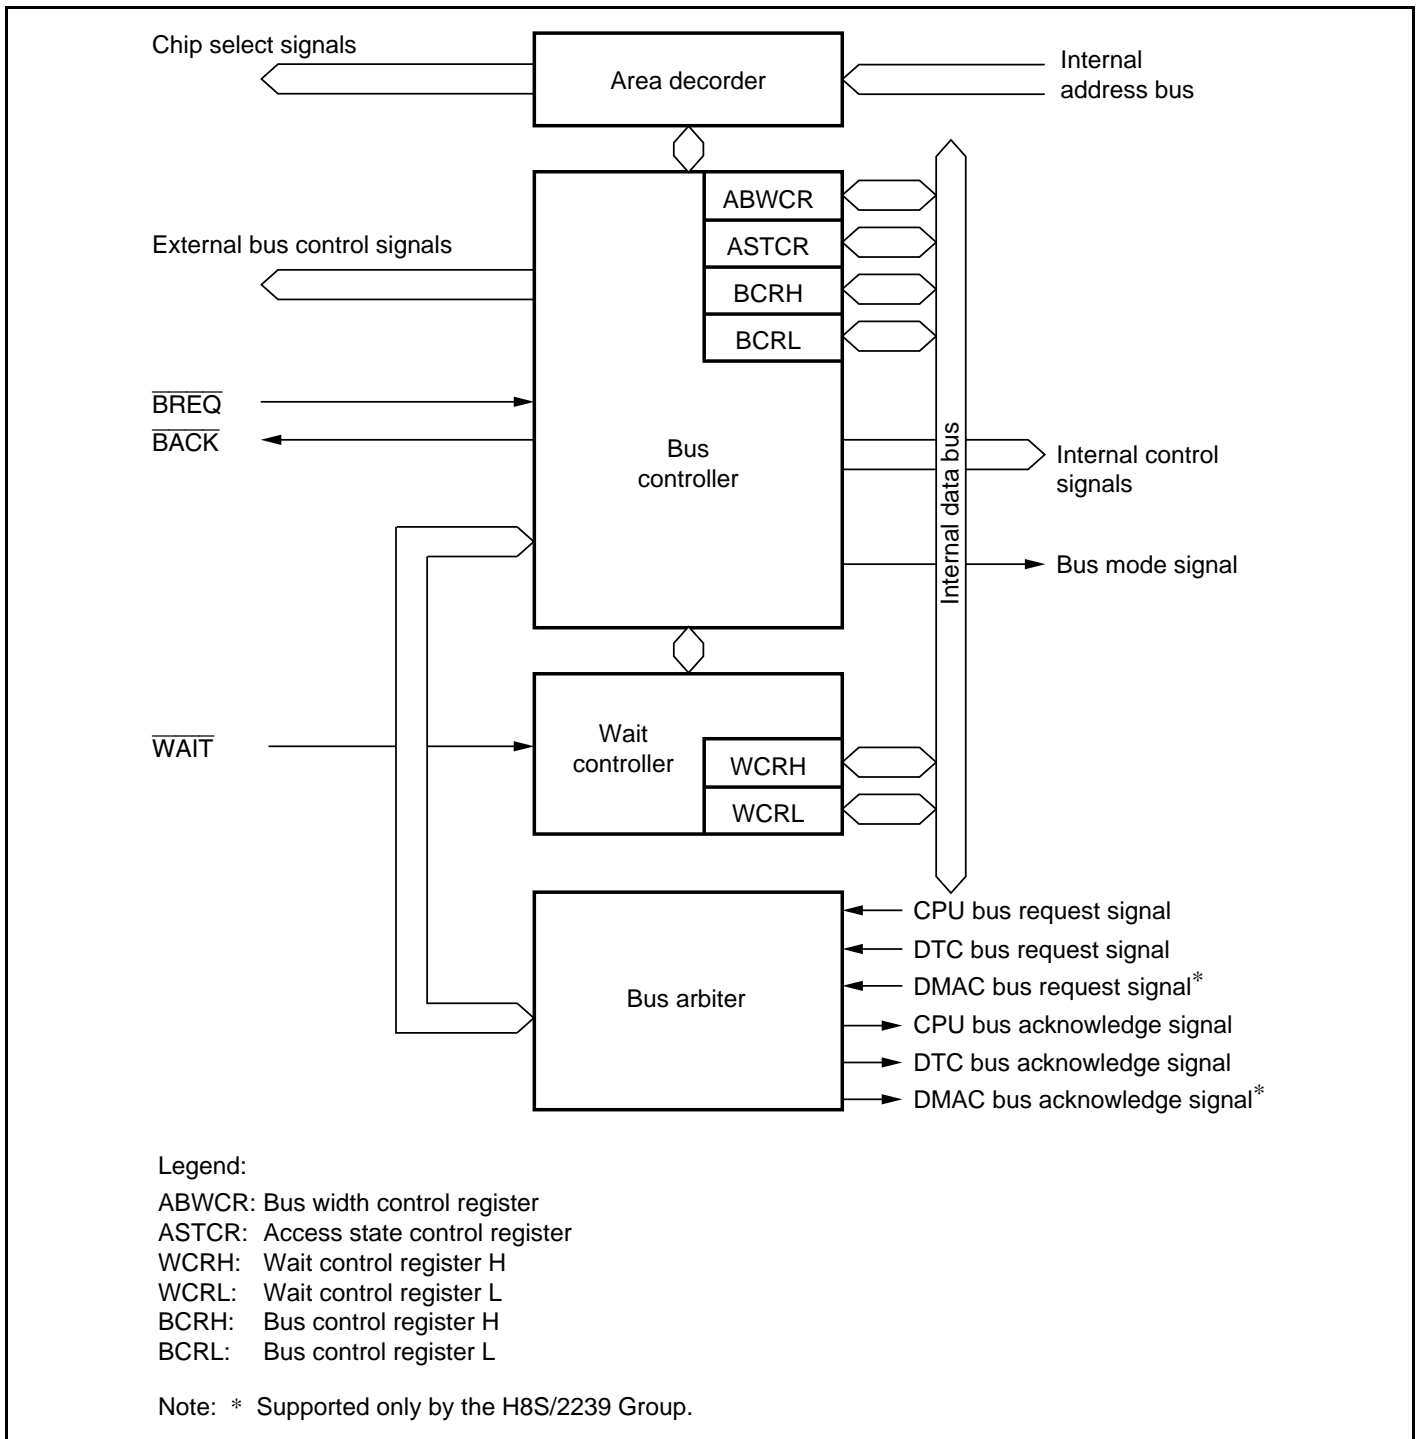 Chip select signals
Area decorder
Internal
address bus
ABWCR
ASTCR
BCRH
BCRL
External bus control signals
BREQ
BACK
Bus
controller
Internal data bus
Internal control
signals
Bus mode signal
WAIT
Wait
controller
WCRH
WCRL
Bus arbiter
CPU bus request signal
DTC bus request signal
DMAC bus request signal*
CPU bus acknowledge signal
DTC bus acknowledge signal
DMAC bus acknowledge signal*
Legend:
ABWCR: Bus width control register
ASTCR: Access state control register
WCRH: Wait control register H
WCRL: Wait control register L
BCRH: Bus control register H
BCRL: Bus control register L
Note: * Supported only by the H8S/2239 Group.